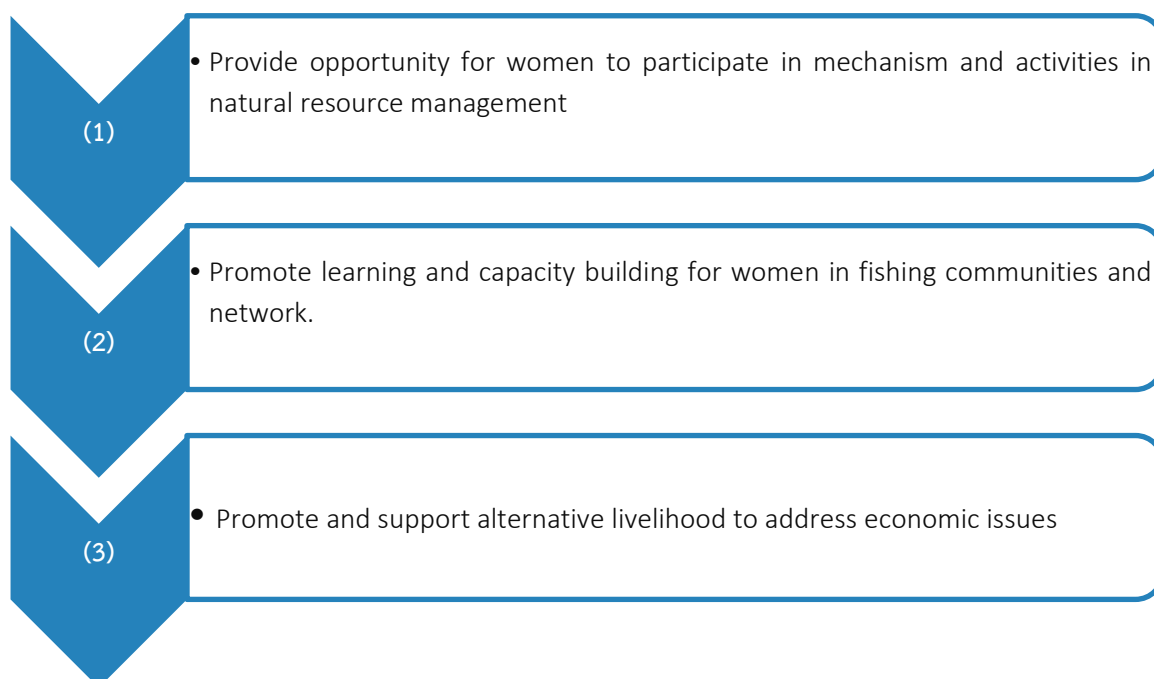 (1)
• Provide opportunity for women to participate in mechanism and activities in
natural resource management
(2)
• Promote learning and capacity building for women in fishing communities and
network.
(3)
• Promote and support alternative livelihood to address economic issues